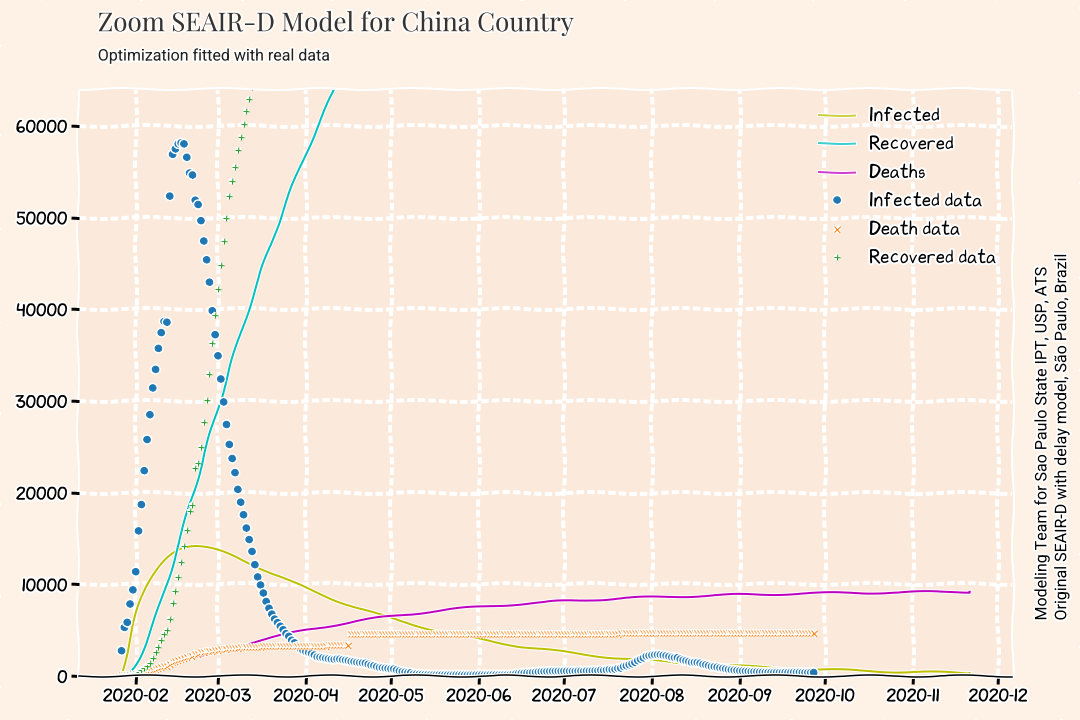 Zoom SEAIR-D Model for China Country
Optimization fitted with real data
60000
50000
40000
30000
20000
10000
0
2020-02
2020-03
2020-04
2020-05
2020-06
2020-07
2020-08
2020-09
2020-10
2020-11
2020-12
Infected
Recovered
Deaths
Infected data
Death data
Recovered data
Modeling Team for Sao Paulo State IPT, USP, ATS
Original SEAIR-D with delay model, São Paulo, Brazil